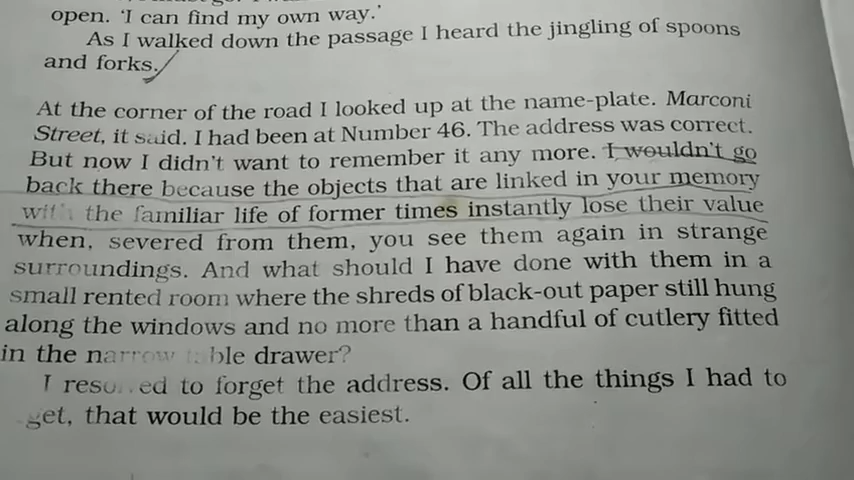 open. 'I can find my own way.'
As I walked down the passage I heard the jingling of spoons
and forks.
At the corner of the road I looked up at the name-plate. Marconi
Street, it said. I had been at Number 46. The address was correct.
But now I didn't want to remember it any more. I wouldn't go
back there because the objects that are linked in your memory
with the familiar life of former times instantly lose their value
when, severed from them, you see them again in strange
surroundings. And what should I have done with them in a
small rented room where the shreds of black-out paper still hung
along the windows and no more than a handful of cutlery fitted
in the narrow table drawer?
I resolved to forget the address. Of all the things I had to
get, that would be the easiest.